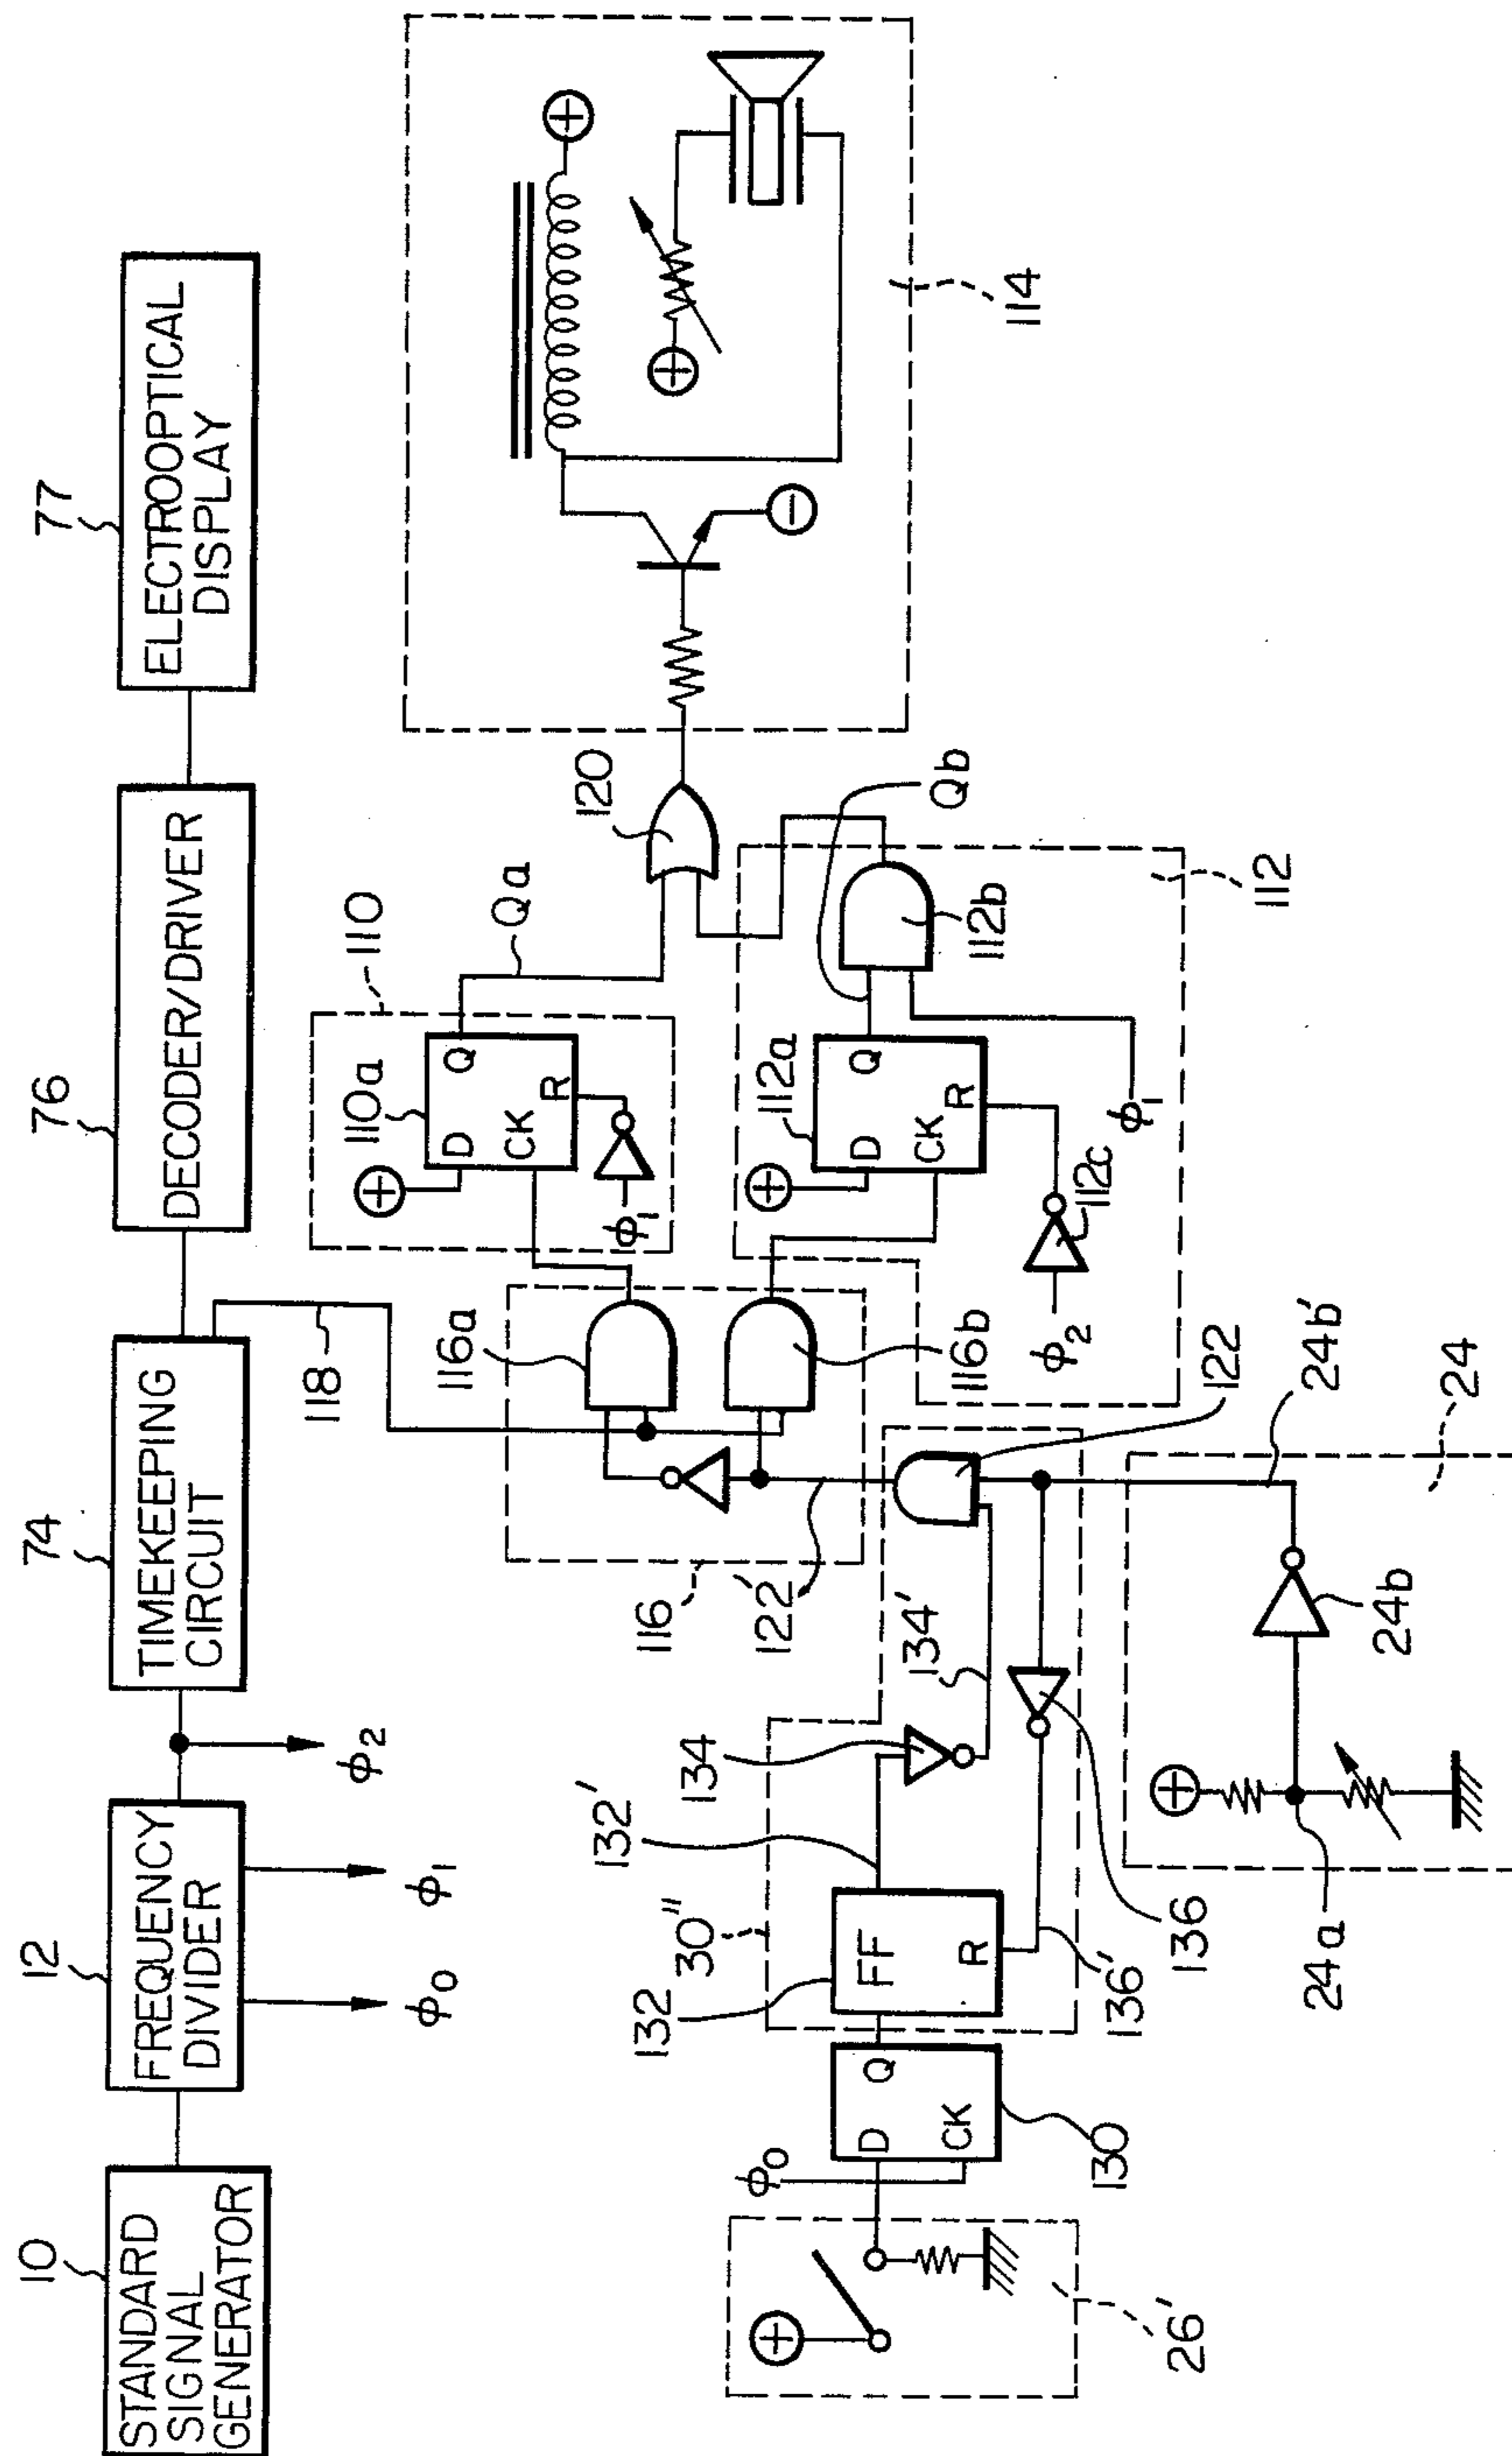 10
STANDARD
SIGNAL
GENERATOR
12
FREQUENCY
DIVIDER
ϕ0
ϕ1
ϕ2
74
TIMEKEEPING
CIRCUIT
76
DECODER/DRIVER
77
ELECTROOPTICAL
DISPLAY
118
116a
116b
116
122'
110
110a
D
Q
CK
R
ϕ1
Qa
120
114
112a
D
Q
CK
R
112b
Qb
112
112c
ϕ1
ϕ2
122
24b'
24
24b
24a
134'
134
132'
30"
132
FF
R
136'
136
ϕ0
D
Q
CK
130
26'